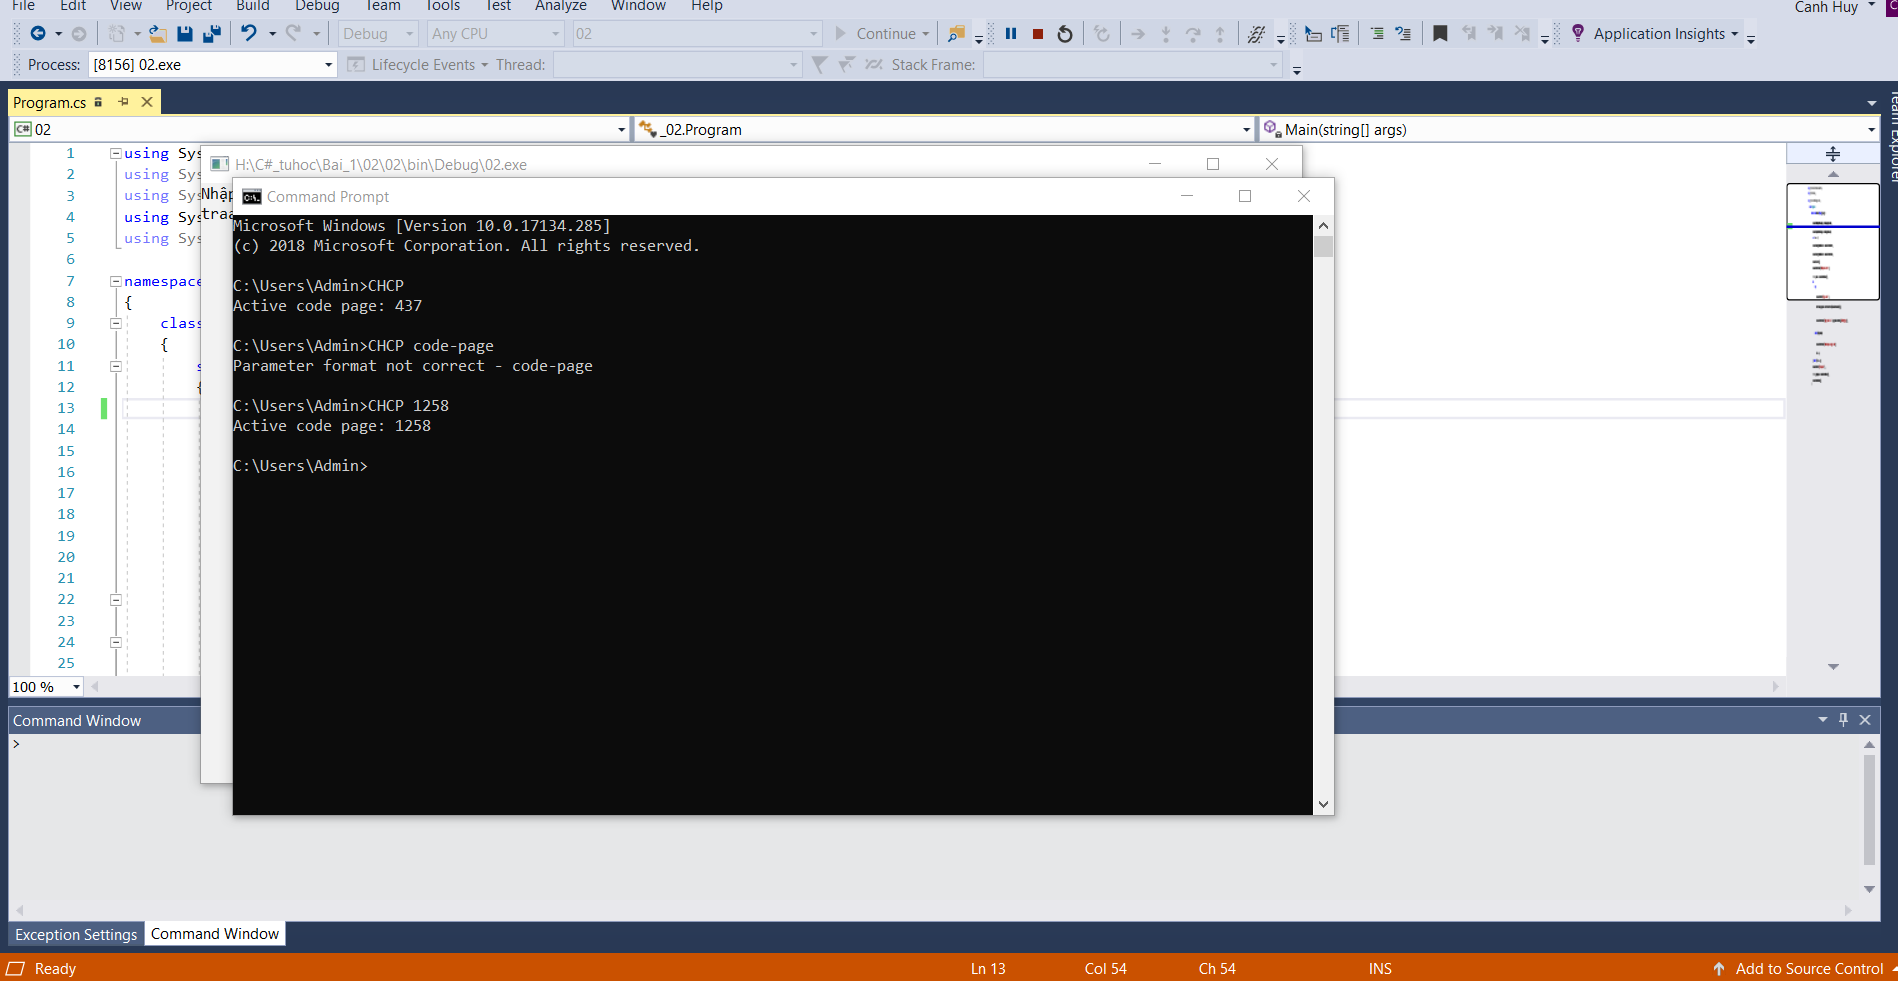 File Edit View Project Build Debug Team Tools Test Analyze Window Help
Canh Huy
Debug Any CPU 02 Continue Application Insights
Process: [8156] 02.exe Lifecycle Events Thread: Stack Frame:
Program.cs
Team Explorer
C# 02 _02.Program Main(string[] args)
1 using Sys
2 using Sys
3 using Sys
4 using Sys
5 using Sys
6
7 namespace
8 {
9 class
10 {
11 s
12 {
13
14
15
16
17
18
19
20
21
22
23
24
25
100 %
H:\C#_tuhoc\Bai_1\02\02\bin\Debug\02.exe
Nhập
traa
Command Prompt
Microsoft Windows [Version 10.0.17134.285]
(c) 2018 Microsoft Corporation. All rights reserved.
C:\Users\Admin>CHCP
Active code page: 437
C:\Users\Admin>CHCP code-page
Parameter format not correct - code-page
C:\Users\Admin>CHCP 1258
Active code page: 1258
C:\Users\Admin>
Command Window
>
Exception Settings Command Window
Ready Ln 13 Col 54 Ch 54 INS Add to Source Control